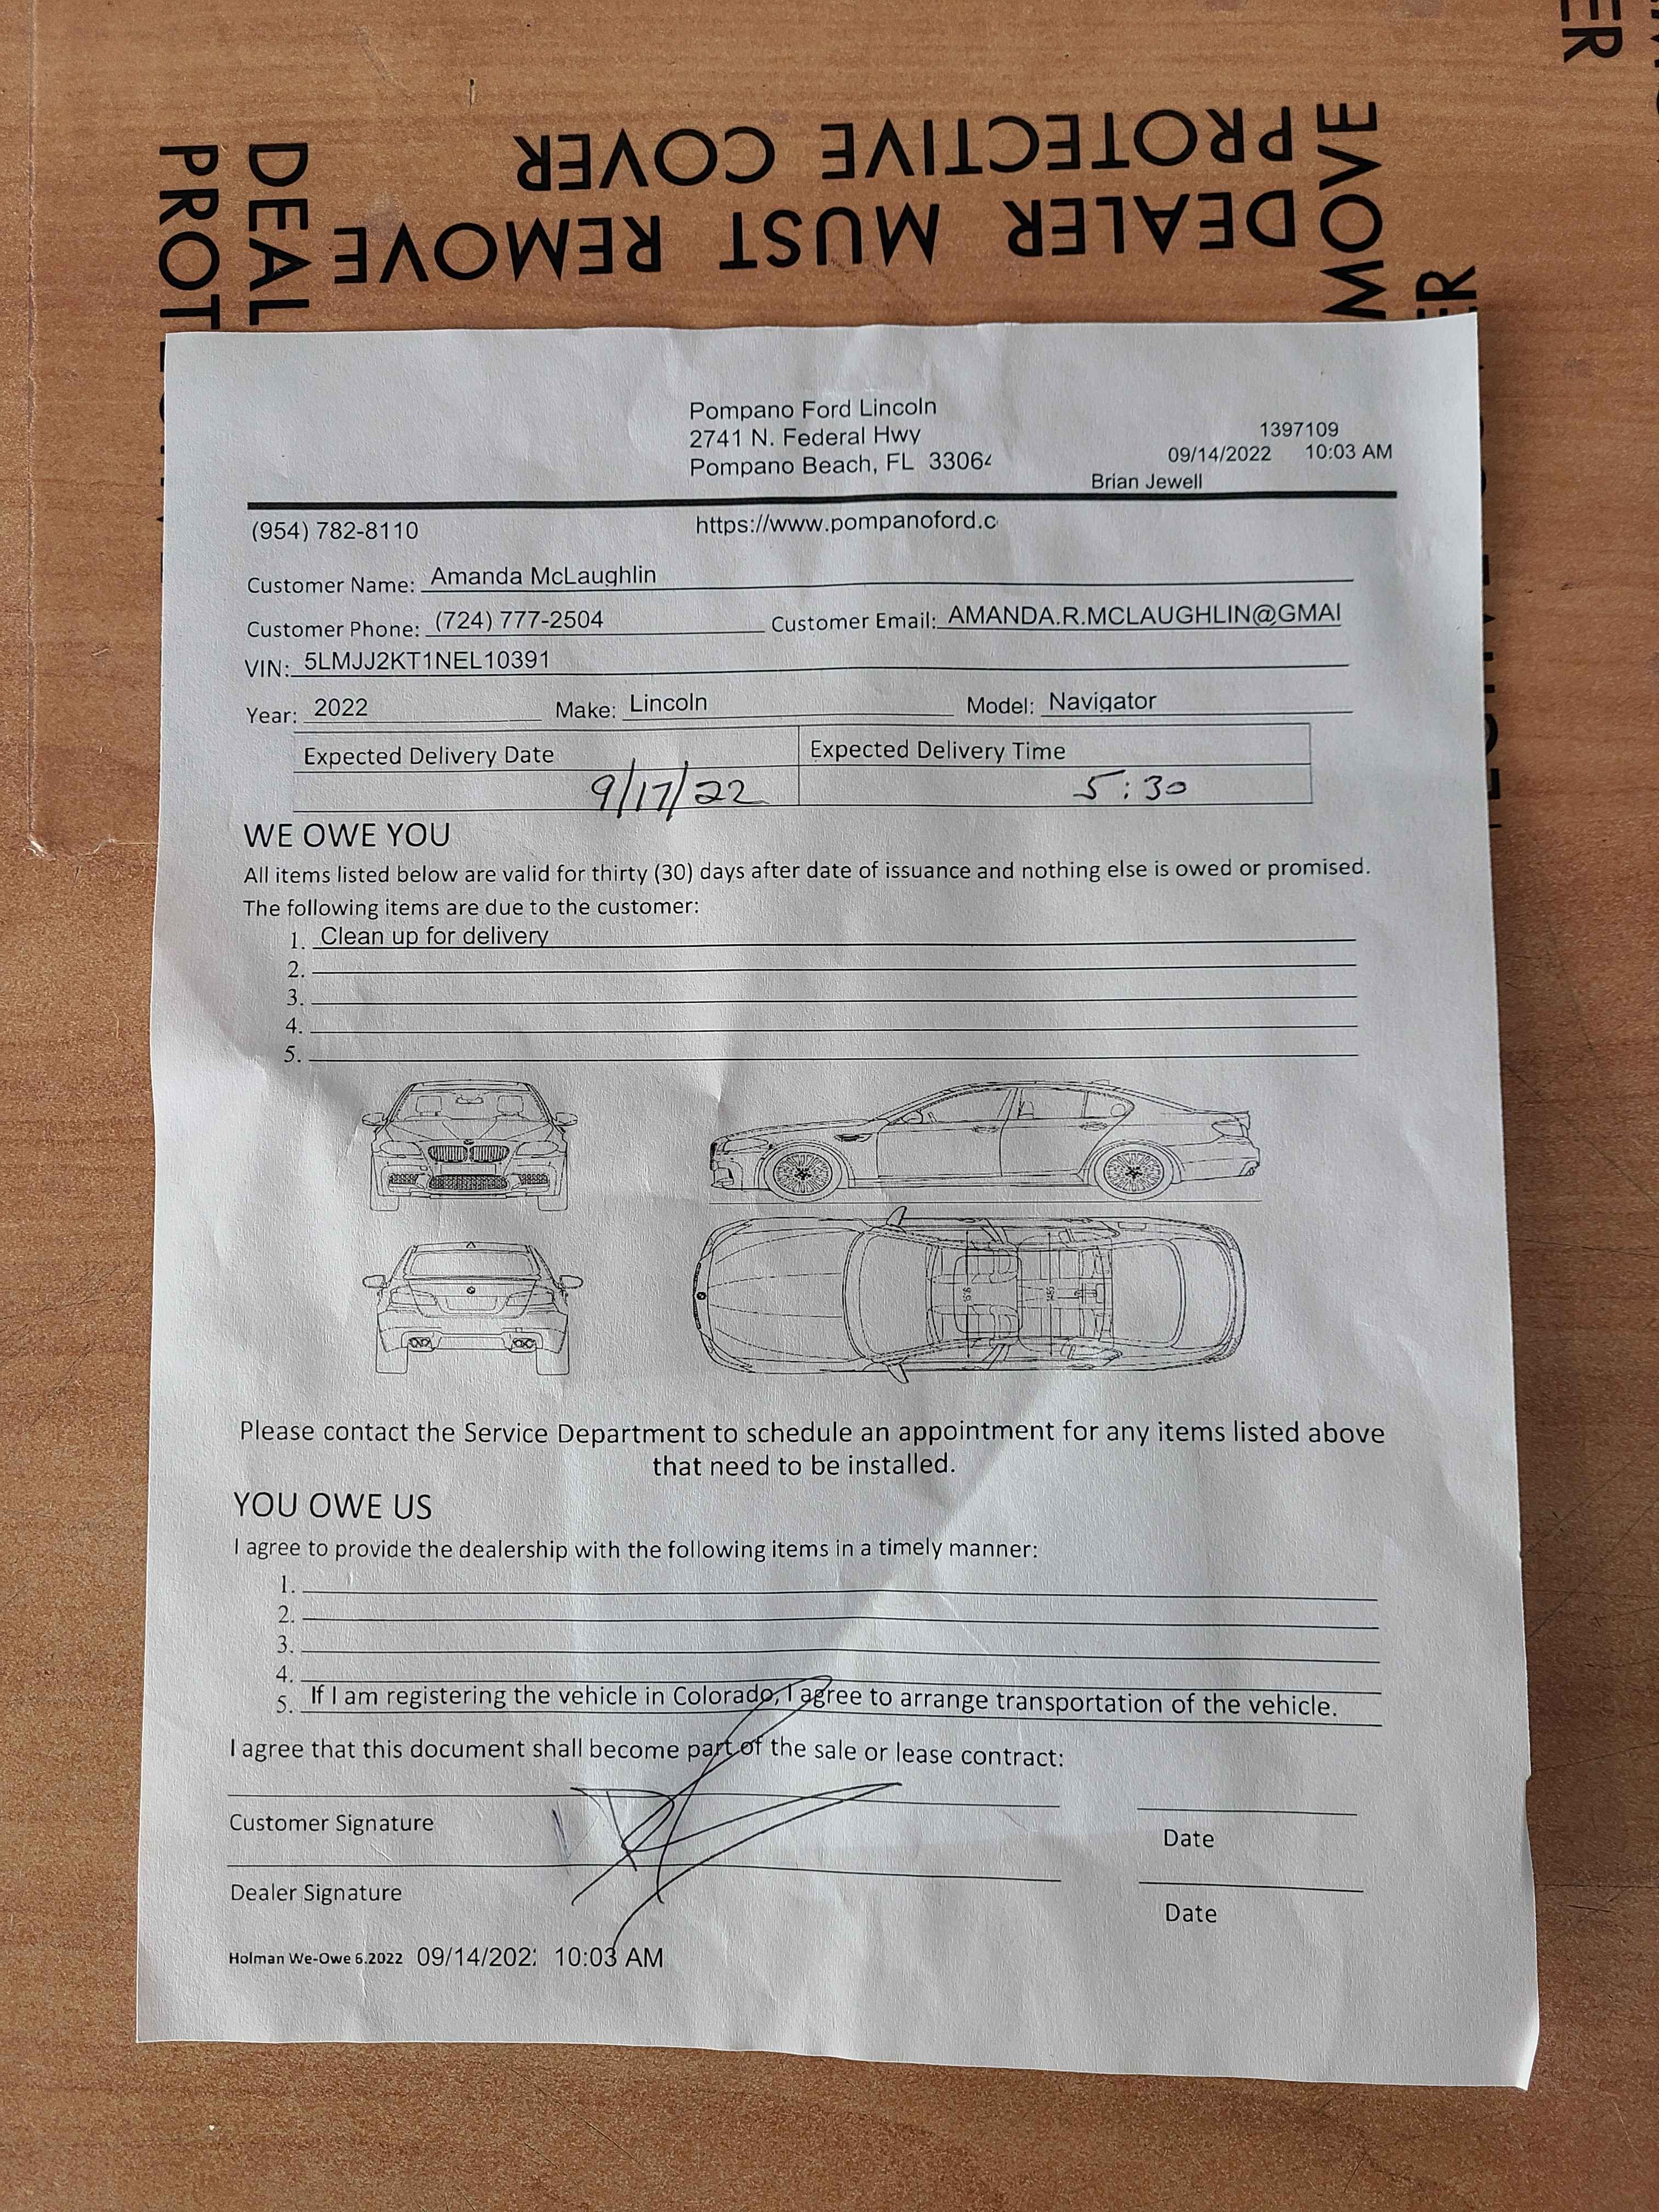 DEALER MUST REMOVE
PROTECTIVE COVER
DEAL
PROT
MOVE
ER
ER
Pompano Ford Lincoln
2741 N. Federal Hwy
Pompano Beach, FL 33064
1397109
09/14/2022 10:03 AM
Brian Jewell
(954) 782-8110 https://www.pompanoford.c
Customer Name: Amanda McLaughlin
Customer Phone: (724) 777-2504 Customer Email: AMANDA.R.MCLAUGHLIN@GMAI
VIN: 5LMJJ2KT1NEL10391
Year: 2022 Make: Lincoln Model: Navigator
Expected Delivery Date Expected Delivery Time
9/17/22 5:30
WE OWE YOU
All items listed below are valid for thirty (30) days after date of issuance and nothing else is owed or promised.
The following items are due to the customer:
1. Clean up for delivery
2.
3.
4.
5.
Please contact the Service Department to schedule an appointment for any items listed above
that need to be installed.
YOU OWE US
I agree to provide the dealership with the following items in a timely manner:
1.
2.
3.
4.
5. If I am registering the vehicle in Colorado, I agree to arrange transportation of the vehicle.
I agree that this document shall become part of the sale or lease contract:
Customer Signature Date
Dealer Signature Date
Holman We-Owe 6.2022 09/14/202 10:03 AM